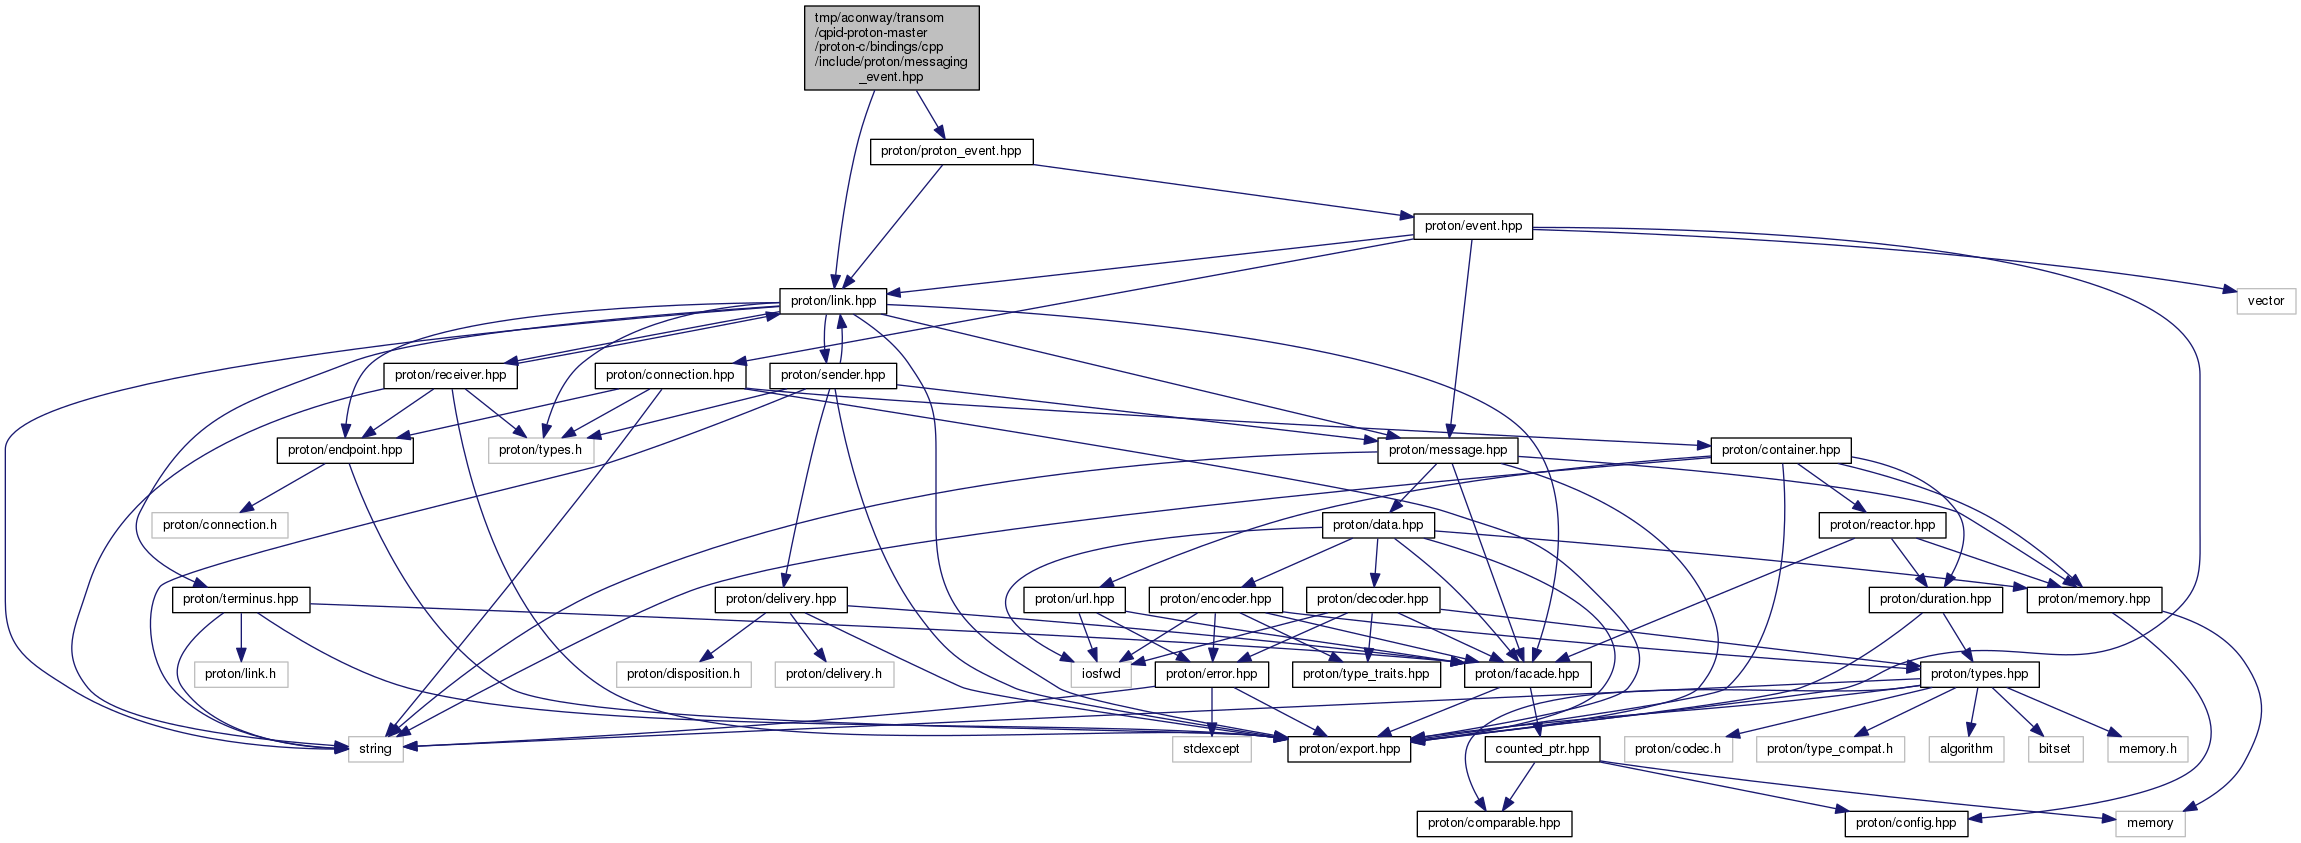 tmp/aconway/transom
/qpid-proton-master
/proton-c/bindings/cpp
/include/proton/messaging
_event.hpp
proton/proton_event.hpp
proton/event.hpp
proton/link.hpp
vector
proton/receiver.hpp
proton/connection.hpp
proton/sender.hpp
proton/endpoint.hpp
proton/types.h
proton/message.hpp
proton/container.hpp
proton/connection.h
proton/data.hpp
proton/reactor.hpp
proton/terminus.hpp
proton/delivery.hpp
proton/url.hpp
proton/encoder.hpp
proton/decoder.hpp
proton/duration.hpp
proton/memory.hpp
proton/link.h
proton/disposition.h
proton/delivery.h
iosfwd
proton/error.hpp
proton/type_traits.hpp
proton/facade.hpp
proton/types.hpp
string
stdexcept
proton/export.hpp
counted_ptr.hpp
proton/codec.h
proton/type_compat.h
algorithm
bitset
memory.h
proton/comparable.hpp
proton/config.hpp
memory